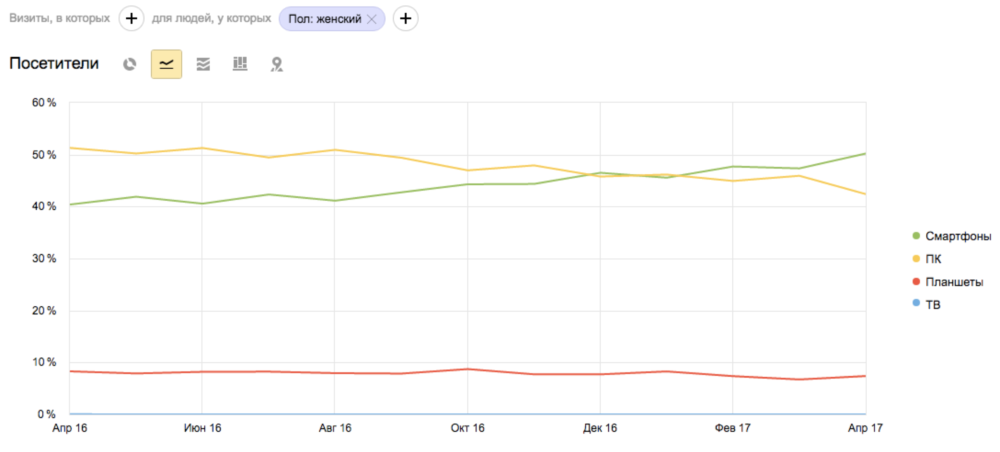 Визиты, в которых + для людей, у которых Пол: женский × +
Посетители
60 %
50 %
40 %
30 %
20 %
10 %
0 %
Апр 16 Июн 16 Авг 16 Окт 16 Дек 16 Фев 17 Апр 17
Смартфоны
ПК
Планшеты
ТВ